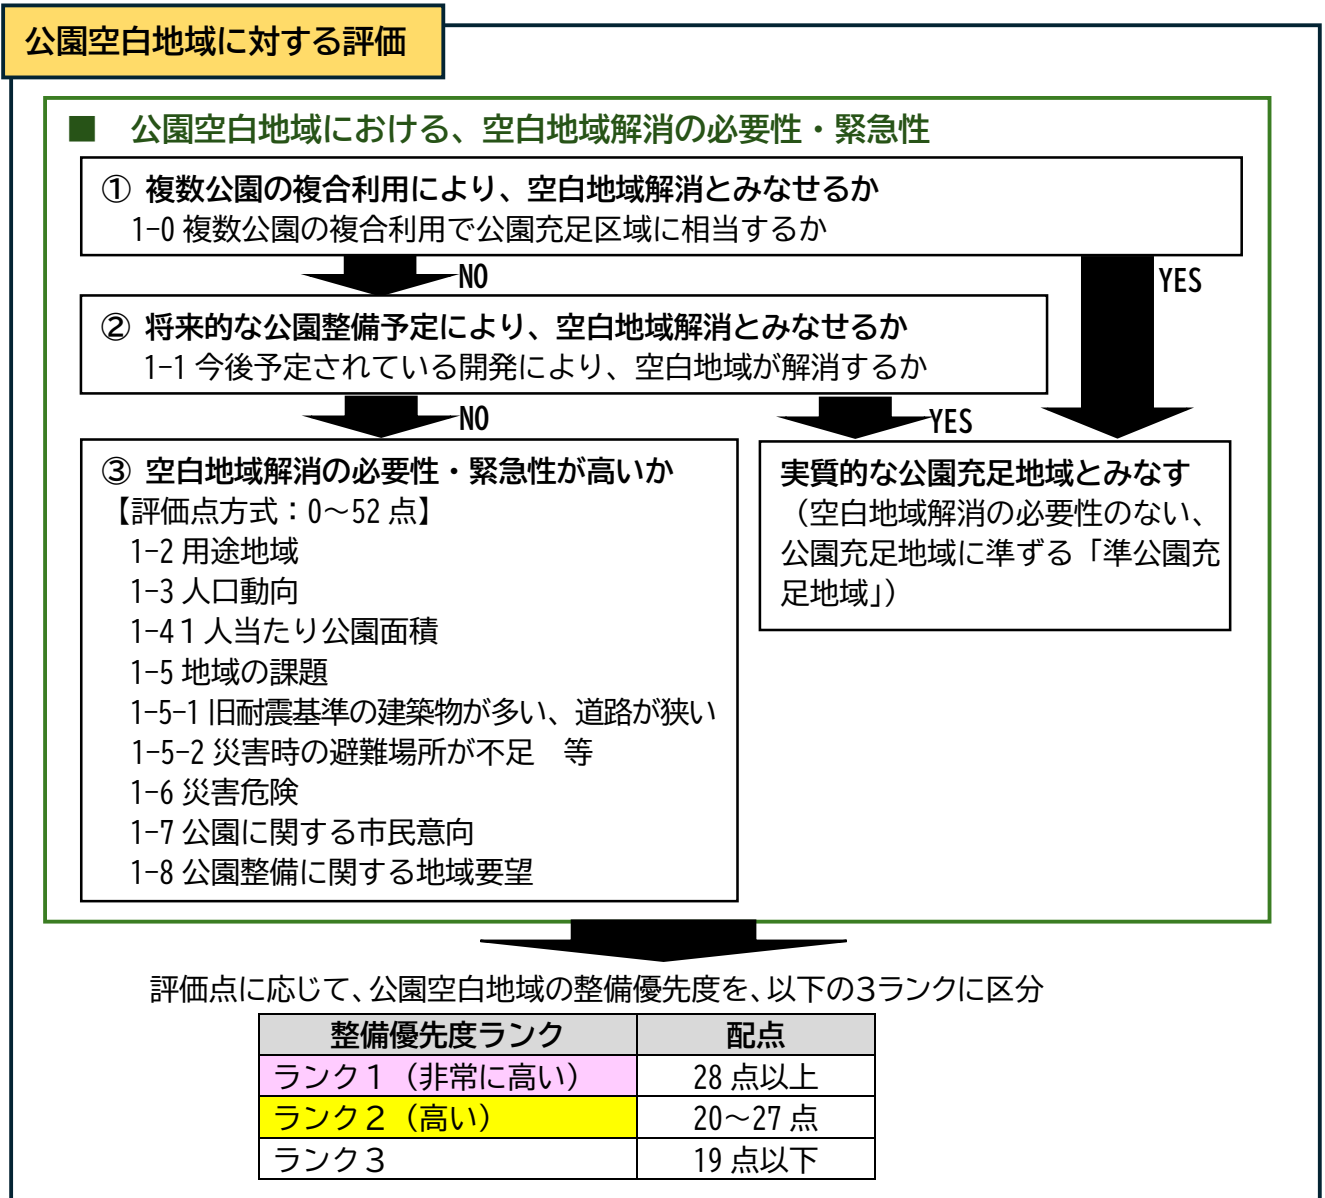 公園空白地域に対する評価
■ 公園空白地域における、空白地域解消の必要性・緊急性
① 複数公園の複合利用により、空白地域解消とみなせるか
1-0 複数公園の複合利用で公園充足区域に相当するか
NO
YES
② 将来的な公園整備予定により、空白地域解消とみなせるか
1-1 今後予定されている開発により、空白地域が解消するか
NO
YES
③ 空白地域解消の必要性・緊急性が高いか
【評価点方式：0～52 点】
1-2 用途地域
1-3 人口動向
1-4 １人当たり公園面積
1-5 地域の課題
1-5-1 旧耐震基準の建築物が多い、道路が狭い
1-5-2 災害時の避難場所が不足　等
1-6 災害危険
1-7 公園に関する市民意向
1-8 公園整備に関する地域要望
実質的な公園充足地域とみなす
（空白地域解消の必要性のない、
公園充足地域に準ずる「準公園充
足地域」）
評価点に応じて、公園空白地域の整備優先度を、以下の３ランクに区分
整備優先度ランク 配点
ランク１（非常に高い） 28 点以上
ランク２（高い） 20～27 点
ランク３ 19 点以下